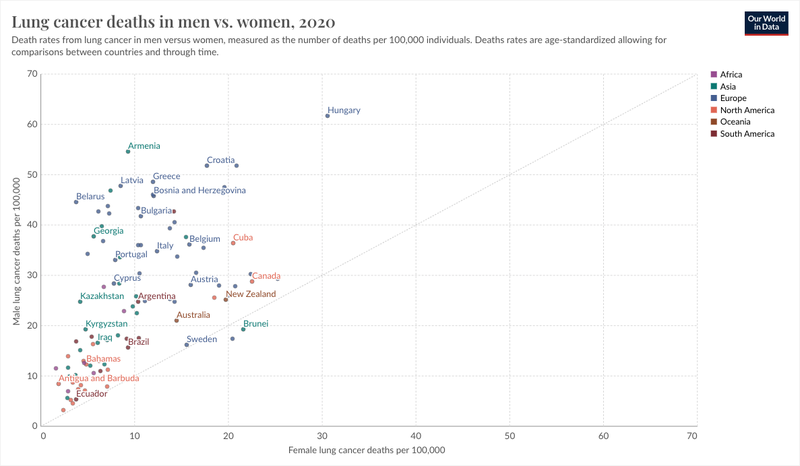 Lung cancer deaths in men vs. women, 2020
Our World
in Data
Death rates from lung cancer in men versus women, measured as the number of deaths per 100,000 individuals. Deaths rates are age-standardized allowing for
comparisons between countries and through time.
Male lung cancer deaths per 100,000
70
60
50
40
30
20
10
0
Hungary
Armenia
Croatia
Greece
Latvia
Bosnia and Herzegovina
Belarus
Bulgaria
Georgia
Belgium
Cuba
Italy
Portugal
Cyprus
Austria
Canada
Kazakhstan
Argentina
New Zealand
Australia
Kyrgyzstan
Brunei
Iraq
Brazil
Sweden
Bahamas
Antigua and Barbuda
Ecuador
0
10
20
30
40
50
60
70
Female lung cancer deaths per 100,000
Africa
Asia
Europe
North America
Oceania
South America